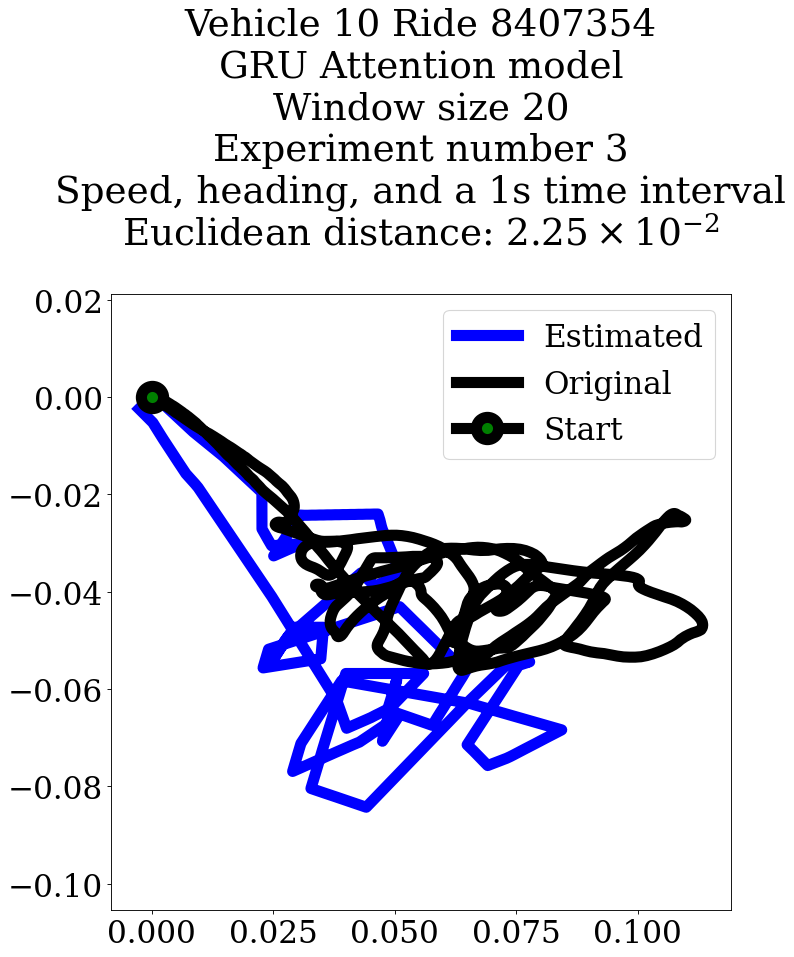 Vehicle 10 Ride 8407354
GRU Attention model
Window size 20
Experiment number 3
Speed, heading, and a 1s time interval
Euclidean distance: 2.25 × 10⁻²
Estimated
Original
Start
0.02
0.00
−0.02
−0.04
−0.06
−0.08
−0.10
0.000 0.025 0.050 0.075 0.100